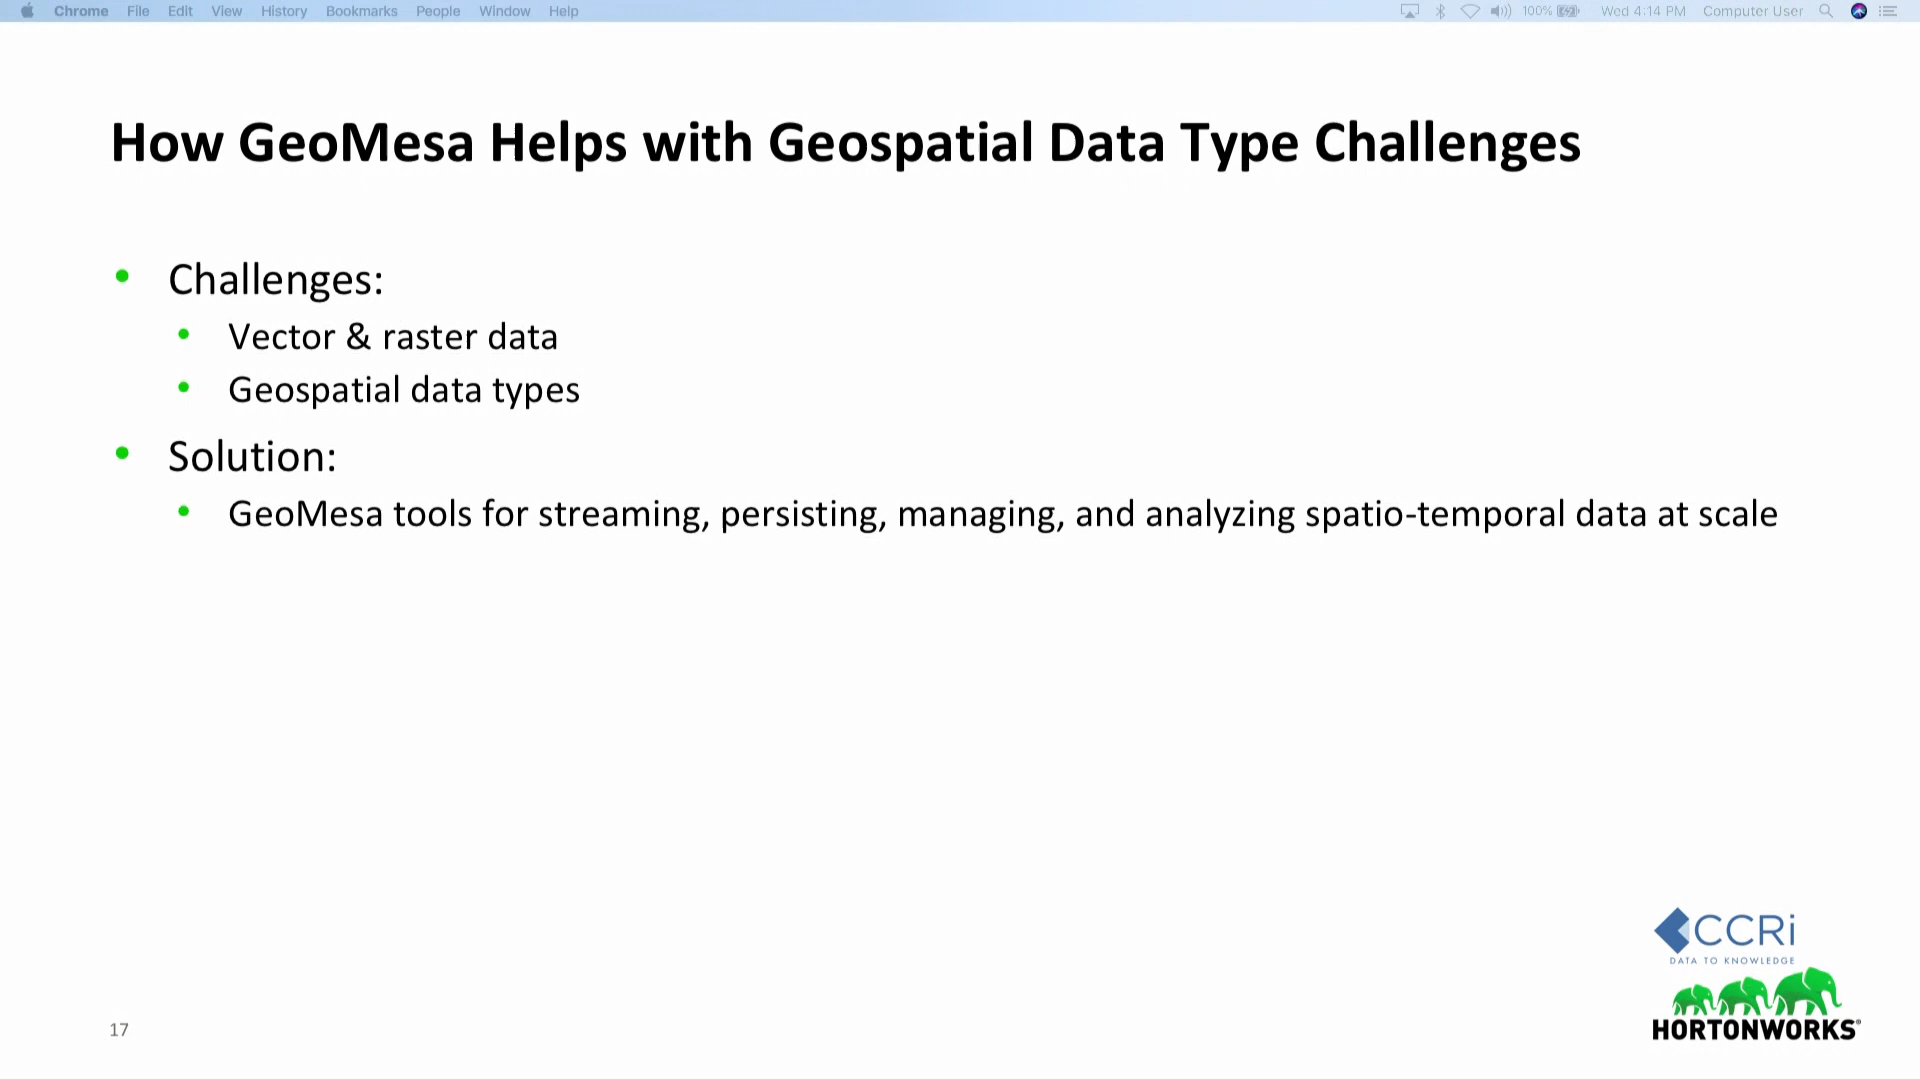 Chrome File Edit View History Bookmarks People Window Help 100% Wed 4:14 PM Computer User
How GeoMesa Helps with Geospatial Data Type Challenges
• Challenges:
• Vector & raster data
• Geospatial data types
• Solution:
• GeoMesa tools for streaming, persisting, managing, and analyzing spatio-temporal data at scale
CCRi
DATA TO KNOWLEDGE
HORTONWORKS®
17